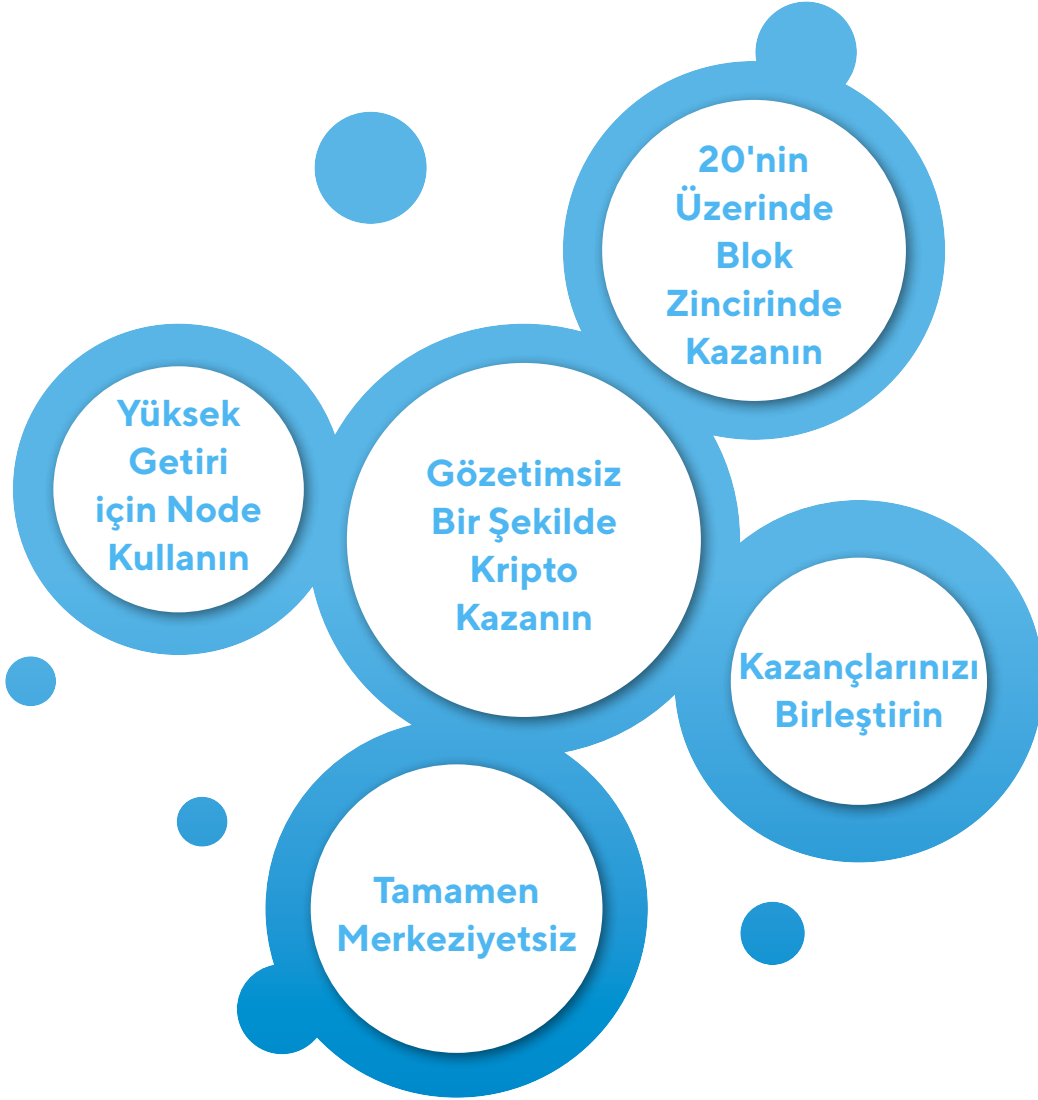 20'nin
Üzerinde
Blok
Zincirinde
Kazanın
Yüksek
Getiri
için Node
Kullanın
Gözetimsiz
Bir Şekilde
Kripto
Kazanın
Kazançlarınızı
Birleştirin
Tamamen
Merkeziyetsiz